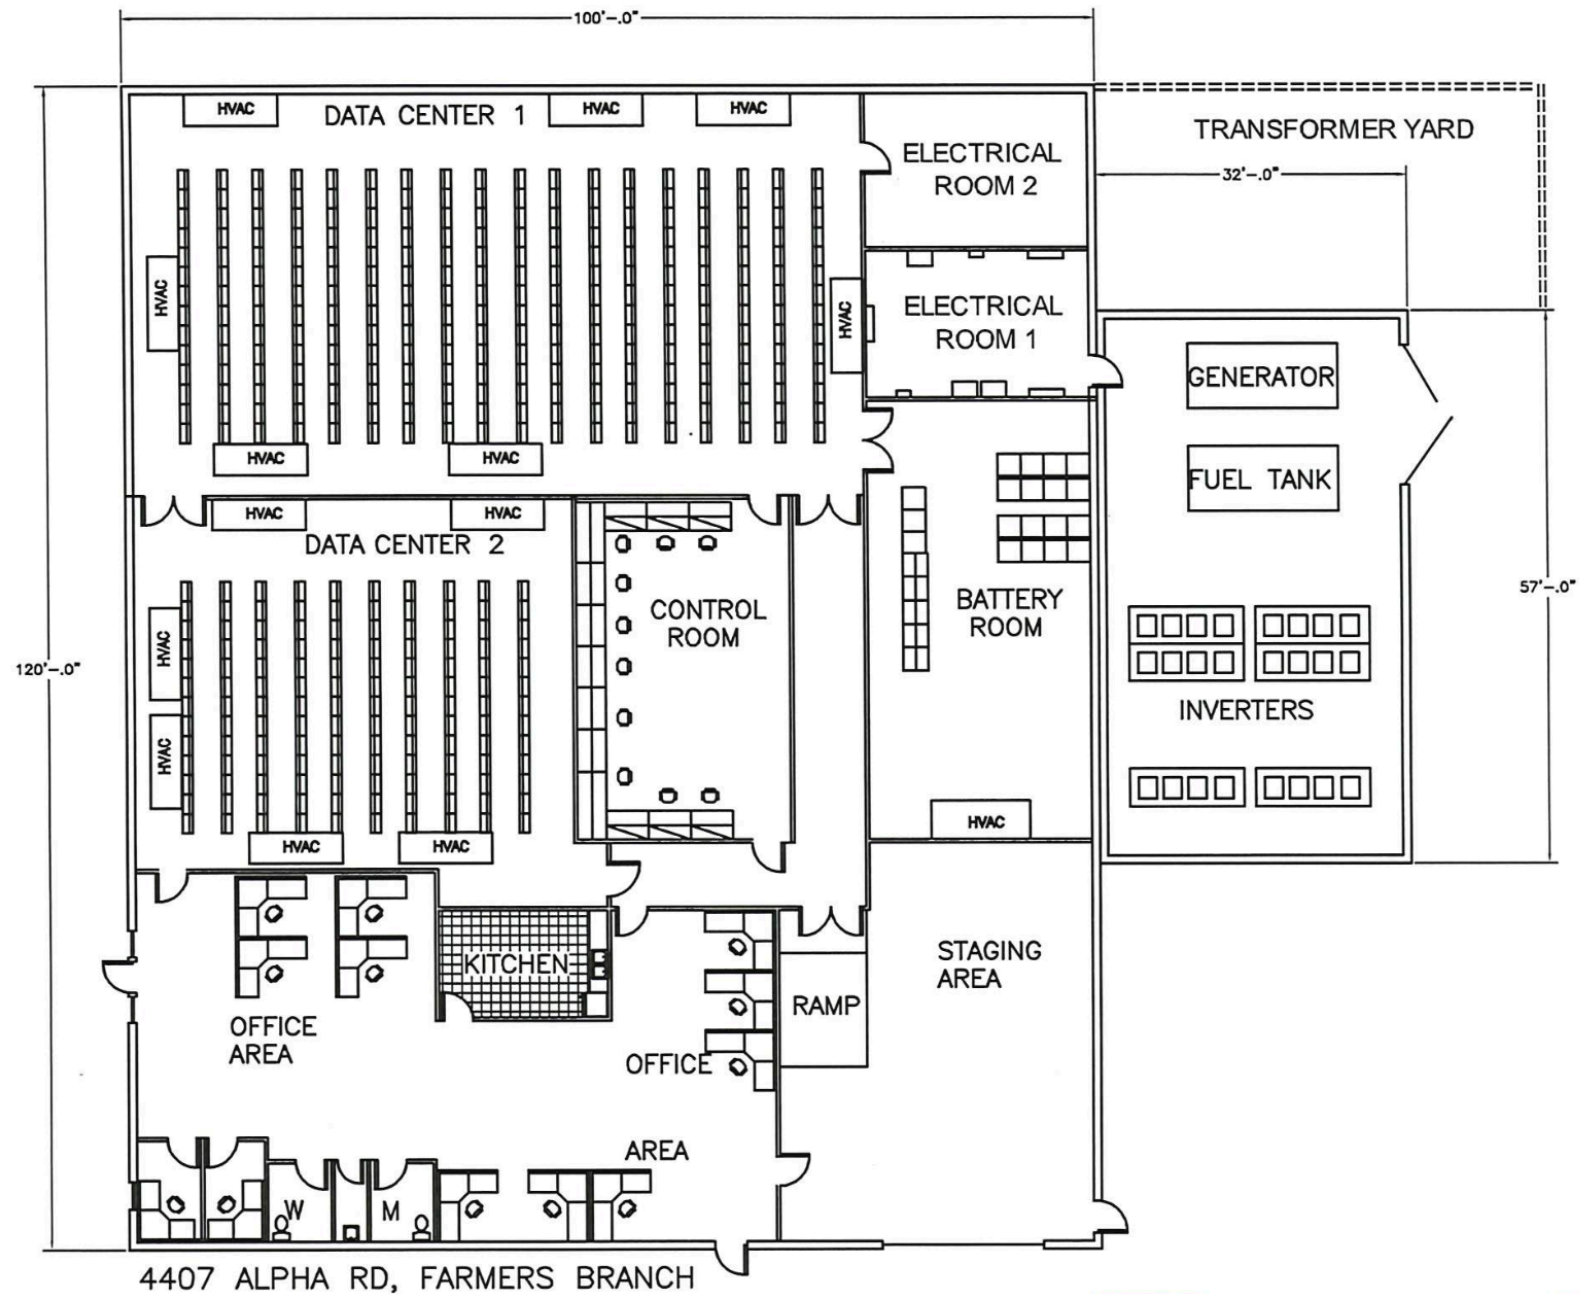 100'-.0"
HVAC
DATA CENTER 1
HVAC
HVAC
TRANSFORMER YARD
ELECTRICAL
ROOM 2
32'-.0"
HVAC
HVAC
ELECTRICAL
ROOM 1
GENERATOR
HVAC
HVAC
FUEL TANK
HVAC
HVAC
DATA CENTER 2
CONTROL
ROOM
BATTERY
ROOM
57'-.0"
HVAC
120'-.0"
INVERTERS
HVAC
HVAC
HVAC
HVAC
STAGING
AREA
KITCHEN
RAMP
OFFICE
AREA
OFFICE
AREA
W
M
4407 ALPHA RD, FARMERS BRANCH